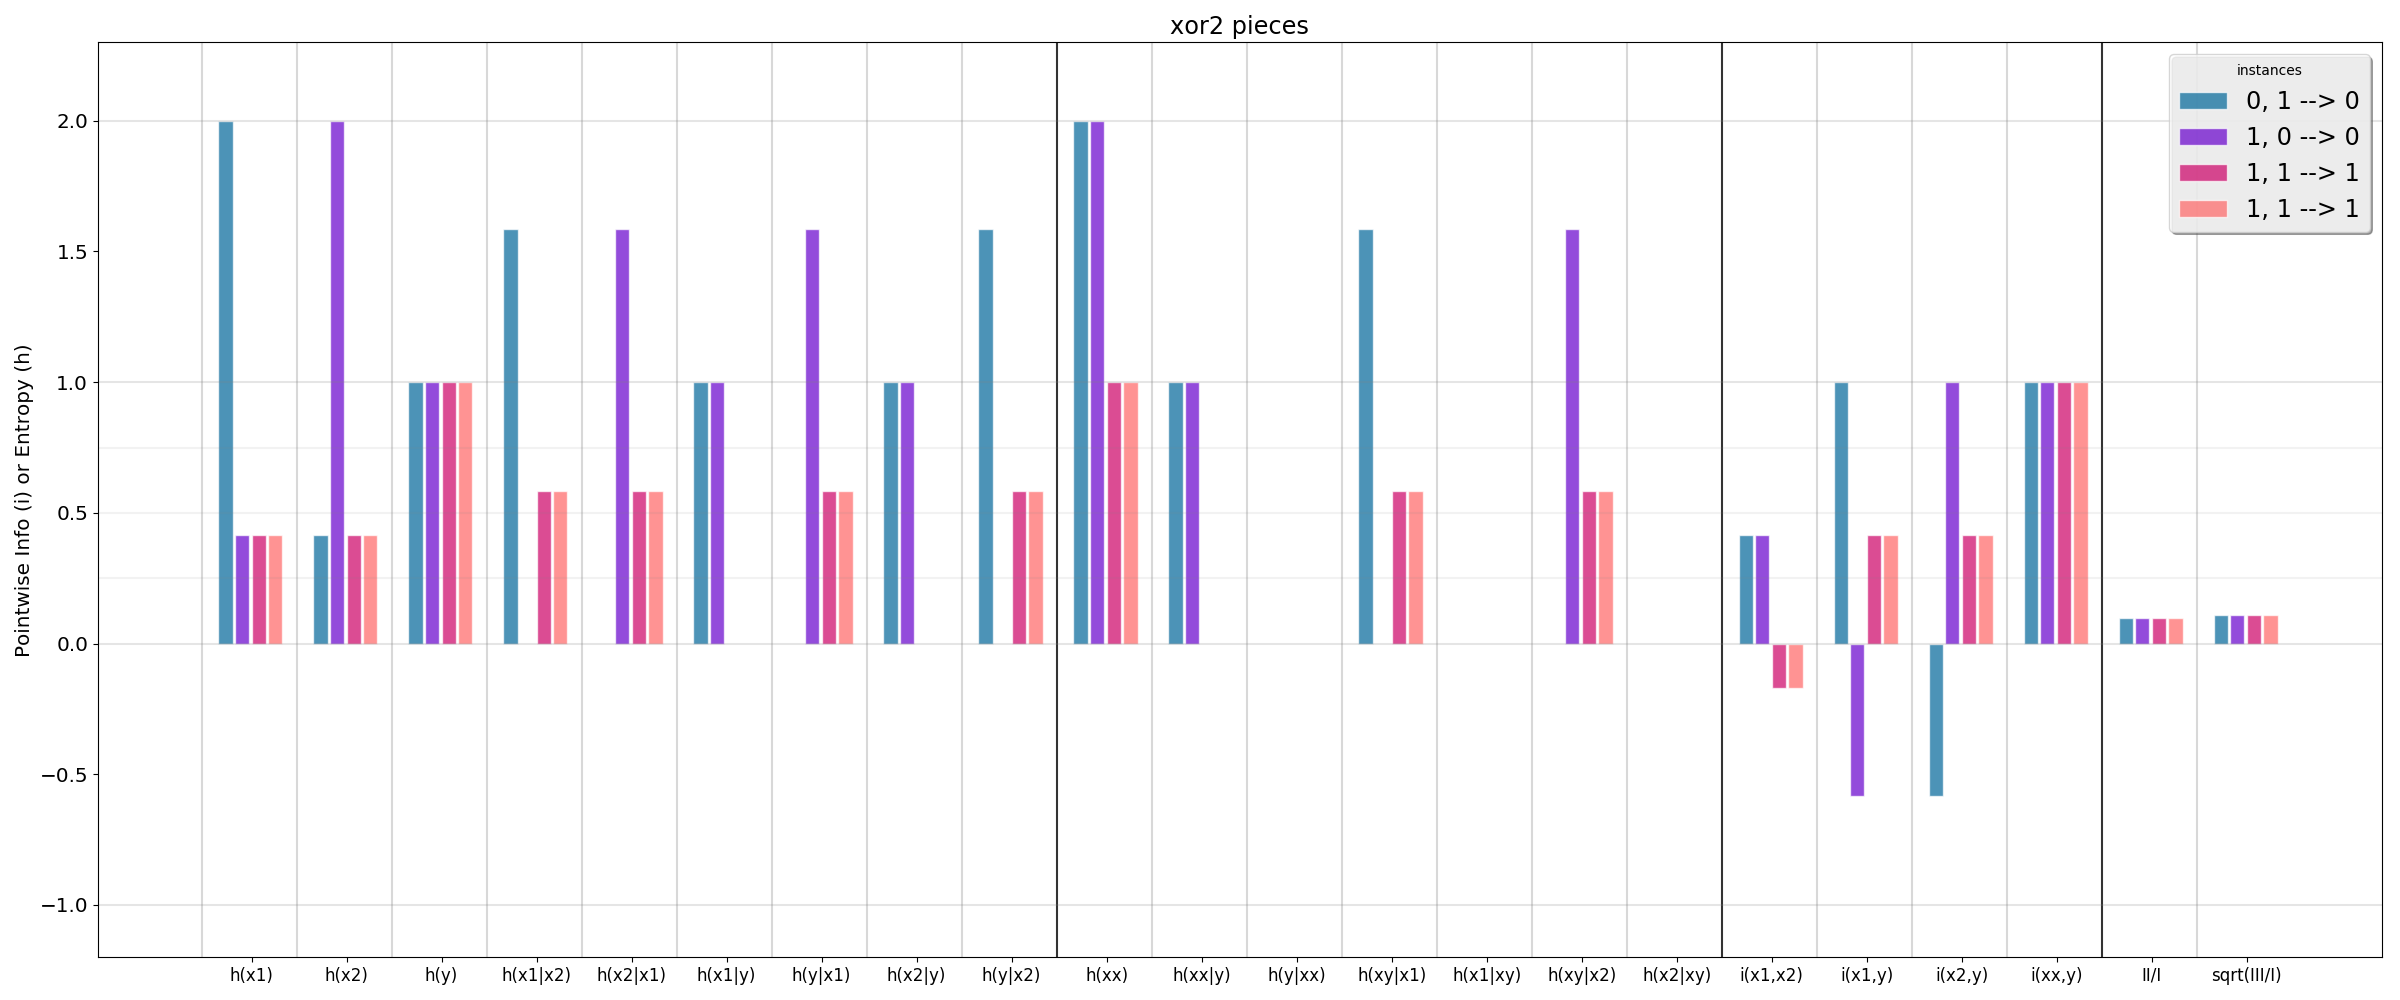 xor2 pieces
instances
0, 1 --> 0
1, 0 --> 0
1, 1 --> 1
1, 1 --> 1
Pointwise Info (i) or Entropy (h)
2.0
1.5
1.0
0.5
0.0
−0.5
−1.0
h(x1) h(x2) h(y) h(x1|x2) h(x2|x1) h(x1|y) h(y|x1) h(x2|y) h(y|x2) h(xx) h(xx|y) h(y|xx) h(xy|x1) h(x1|xy) h(xy|x2) h(x2|xy) i(x1,x2) i(x1,y) i(x2,y) i(xx,y) II/I sqrt(III/I)